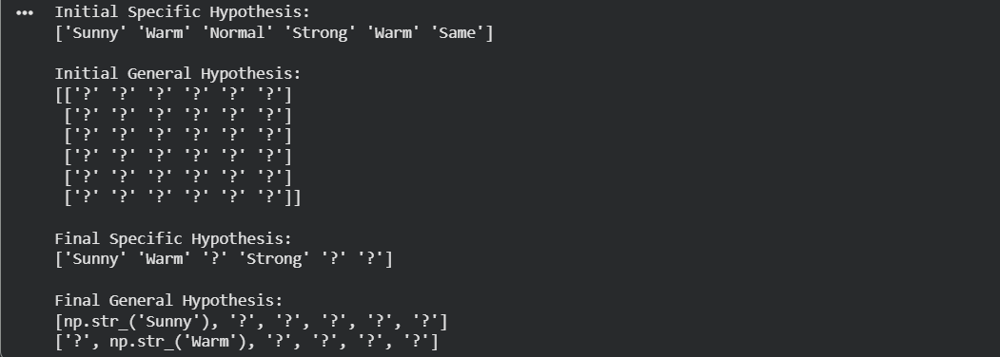 Initial Specific Hypothesis:
['Sunny' 'Warm' 'Normal' 'Strong' 'Warm' 'Same']
Initial General Hypothesis:
[['?' '?' '?' '?' '?' '?']
['?' '?' '?' '?' '?' '?']
['?' '?' '?' '?' '?' '?']
['?' '?' '?' '?' '?' '?']
['?' '?' '?' '?' '?' '?']
['?' '?' '?' '?' '?' '?']]
Final Specific Hypothesis:
['Sunny' 'Warm' '?' 'Strong' '?' '?']
Final General Hypothesis:
[np.str_('Sunny'), '?', '?', '?', '?', '?']
['?', np.str_('Warm'), '?', '?', '?', '?']